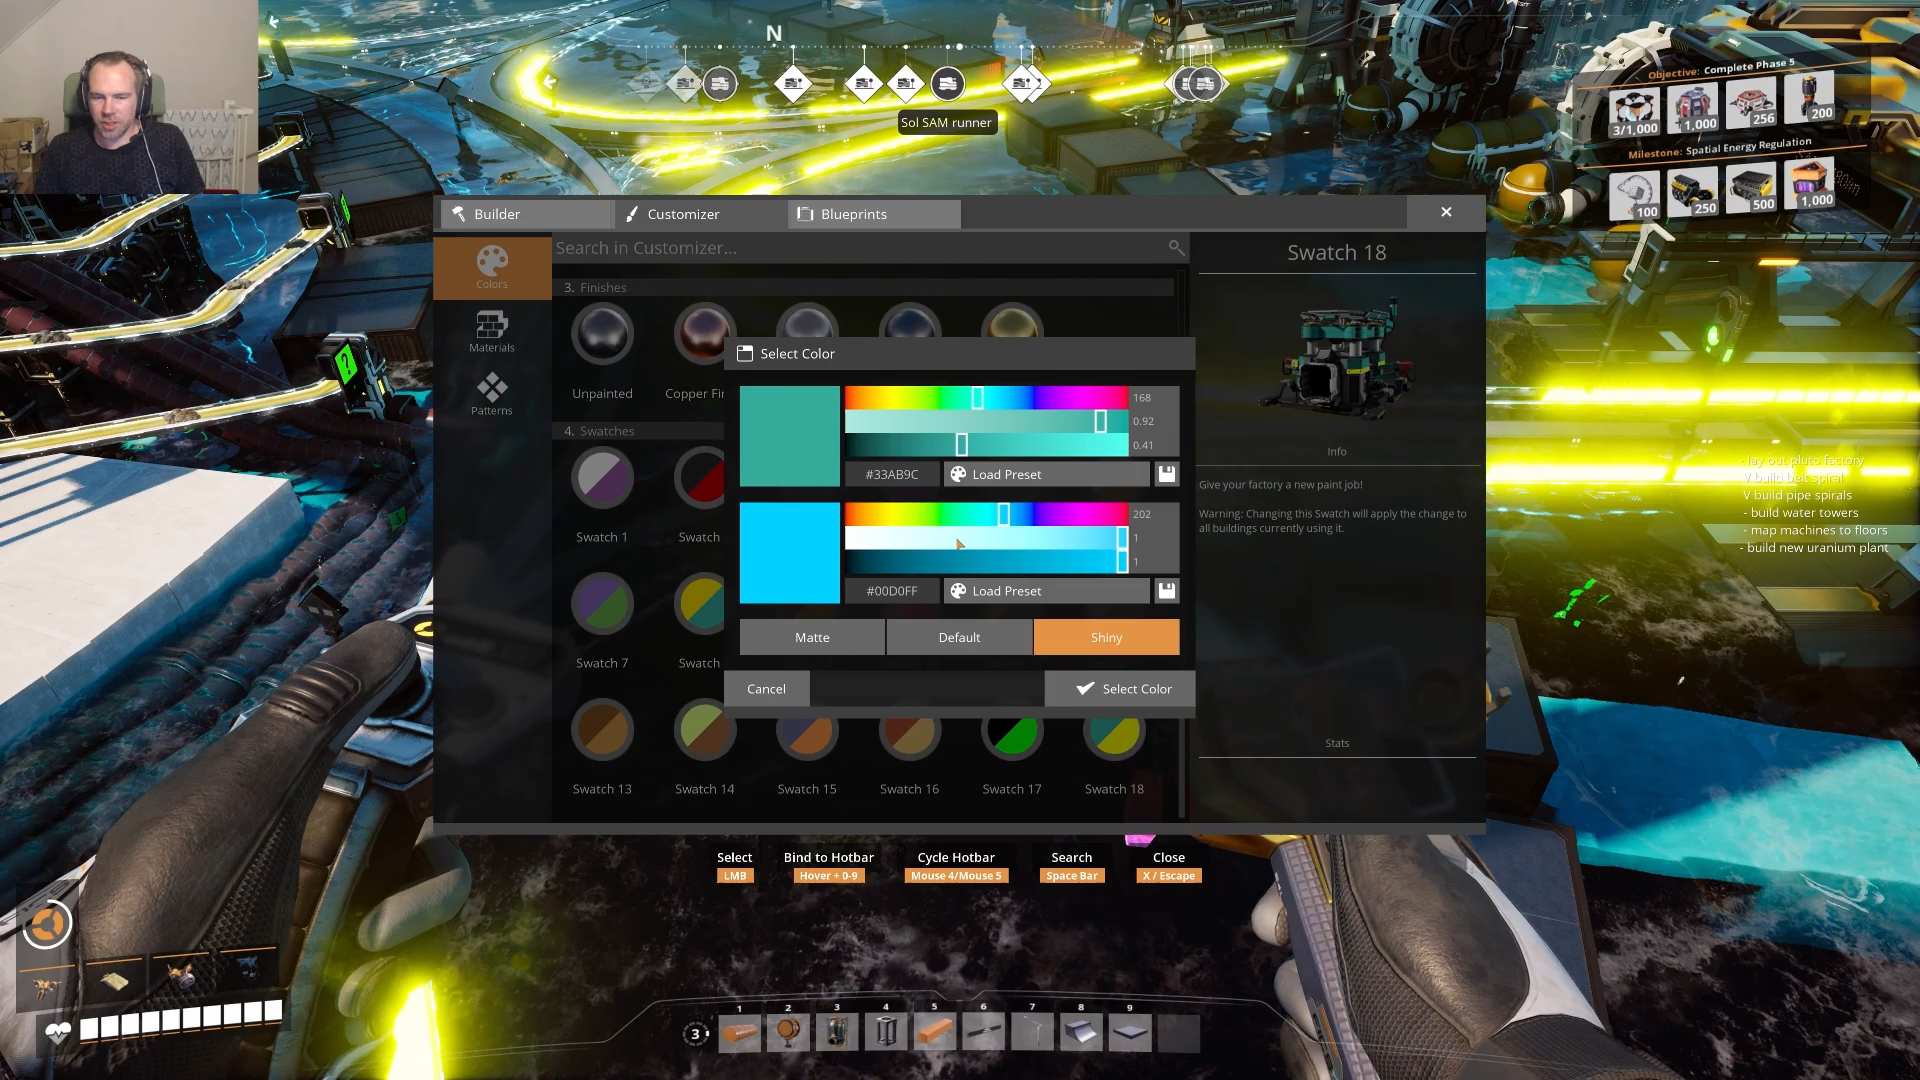 N
Sol SAM runner
Objective: Complete Phase 5
3/1,000
1,000
256
200
Milestone: Spatial Energy Regulation
100
250
500
1,000
Builder
Customizer
Blueprints
Search in Customizer...
Swatch 18
Colors
Materials
Patterns
3. Finishes
Unpainted
Copper Fin
4. Swatches
Swatch 1
Swatch
Swatch 7
Swatch
Swatch 13
Swatch 14
Swatch 15
Swatch 16
Swatch 17
Swatch 18
Select Color
168
0.92
0.41
#33AB9C
Load Preset
202
1
1
#00D0FF
Load Preset
Matte
Default
Shiny
Cancel
Select Color
Info
Give your factory a new paint job!
Warning: Changing this Swatch will apply the change to
all buildings currently using it.
Stats
- lay out pluto factory
V build belt spiral
V build pipe spirals
- build water towers
- map machines to floors
- build new uranium plant
Select
LMB
Bind to Hotbar
Hover + 0-9
Cycle Hotbar
Mouse 4/Mouse 5
Search
Space Bar
Close
X / Escape
3
1
2
3
4
5
6
7
8
9